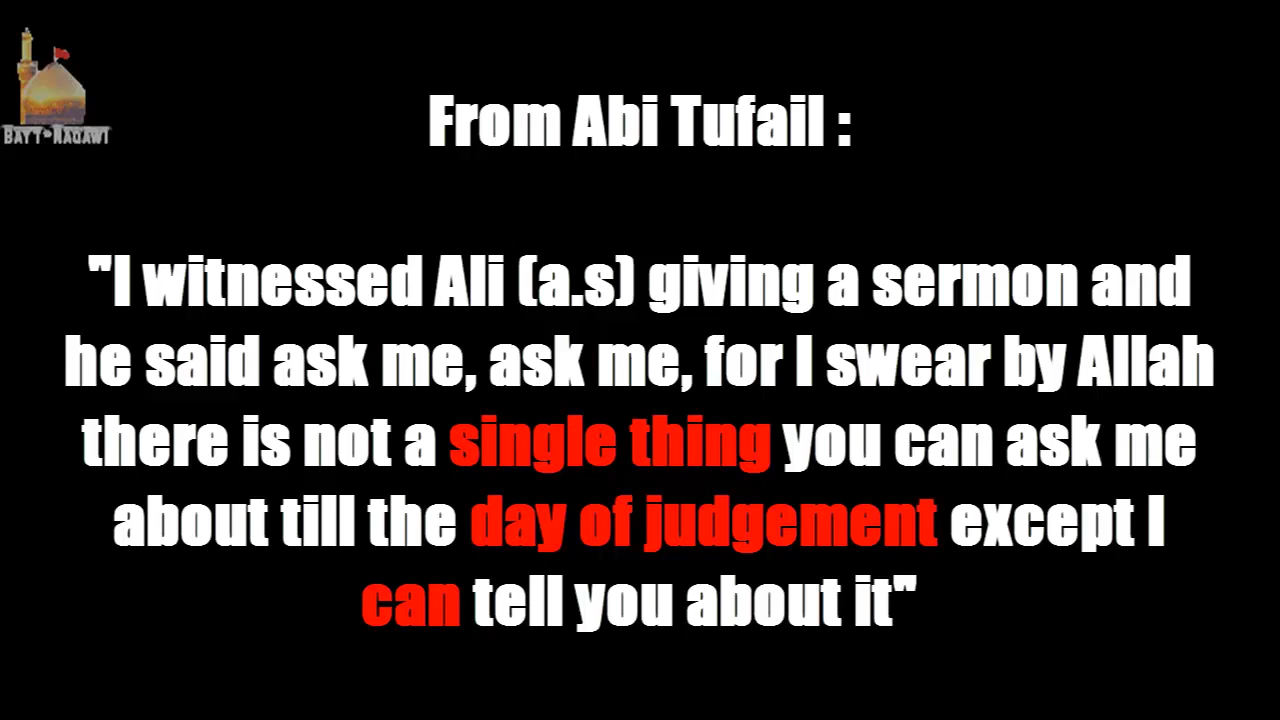 BAYT-NAQAWI
From Abi Tufail :
"I witnessed Ali (a.s) giving a sermon and
he said ask me, ask me, for I swear by Allah
there is not a single thing you can ask me
about till the day of judgement except I
can tell you about it"